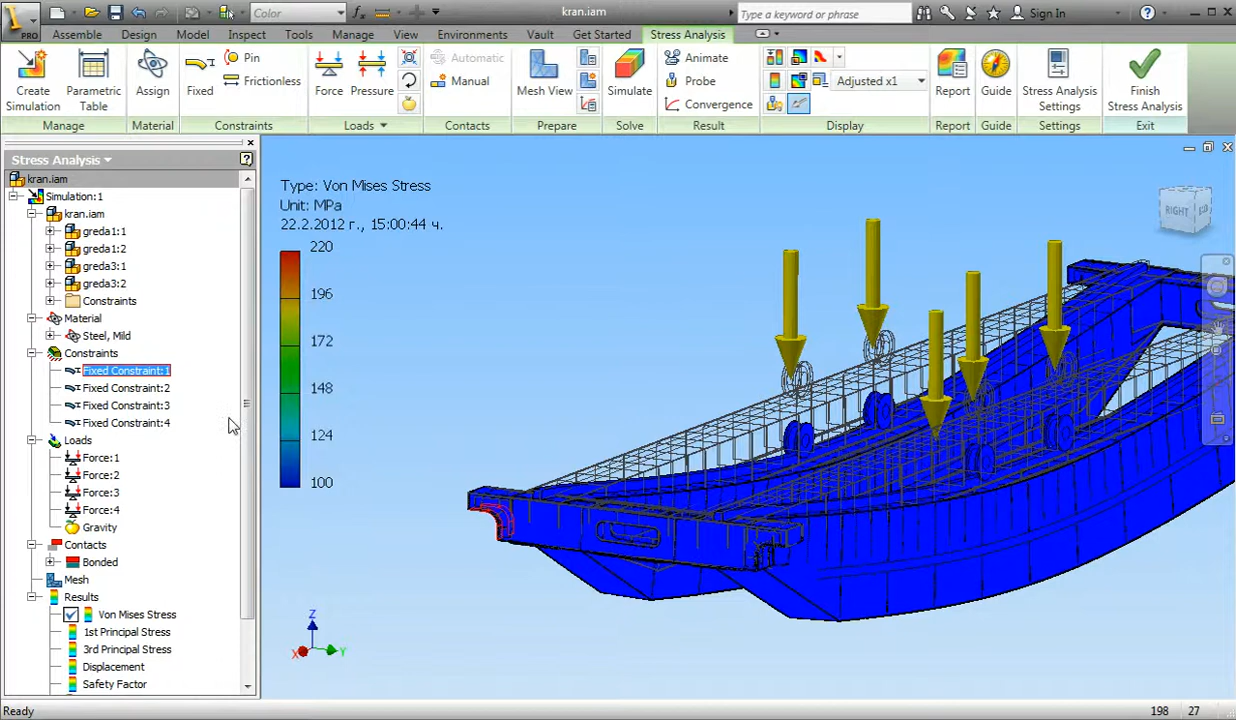 PRO
Color
kran.iam
Type a keyword or phrase
Sign In
Assemble
Design
Model
Inspect
Tools
Manage
View
Environments
Vault
Get Started
Stress Analysis
Create Simulation
Parametric Table
Assign
Fixed
Pin
Frictionless
Force
Pressure
Automatic
Manual
Mesh View
Simulate
Animate
Probe
Convergence
Adjusted x1
Report
Guide
Stress Analysis Settings
Finish Stress Analysis
Manage
Material
Constraints
Loads
Contacts
Prepare
Solve
Result
Display
Report
Guide
Settings
Exit
Stress Analysis
kran.iam
Simulation:1
kran.iam
greda1:1
greda1:2
greda3:1
greda3:2
Constraints
Material
Steel, Mild
Constraints
Fixed Constraint:1
Fixed Constraint:2
Fixed Constraint:3
Fixed Constraint:4
Loads
Force:1
Force:2
Force:3
Force:4
Gravity
Contacts
Bonded
Mesh
Results
Von Mises Stress
1st Principal Stress
3rd Principal Stress
Displacement
Safety Factor
Type: Von Mises Stress
Unit: MPa
22.2.2012 г., 15:00:44 ч.
220
196
172
148
124
100
RIGHT
Z
X
Y
Ready
198
27